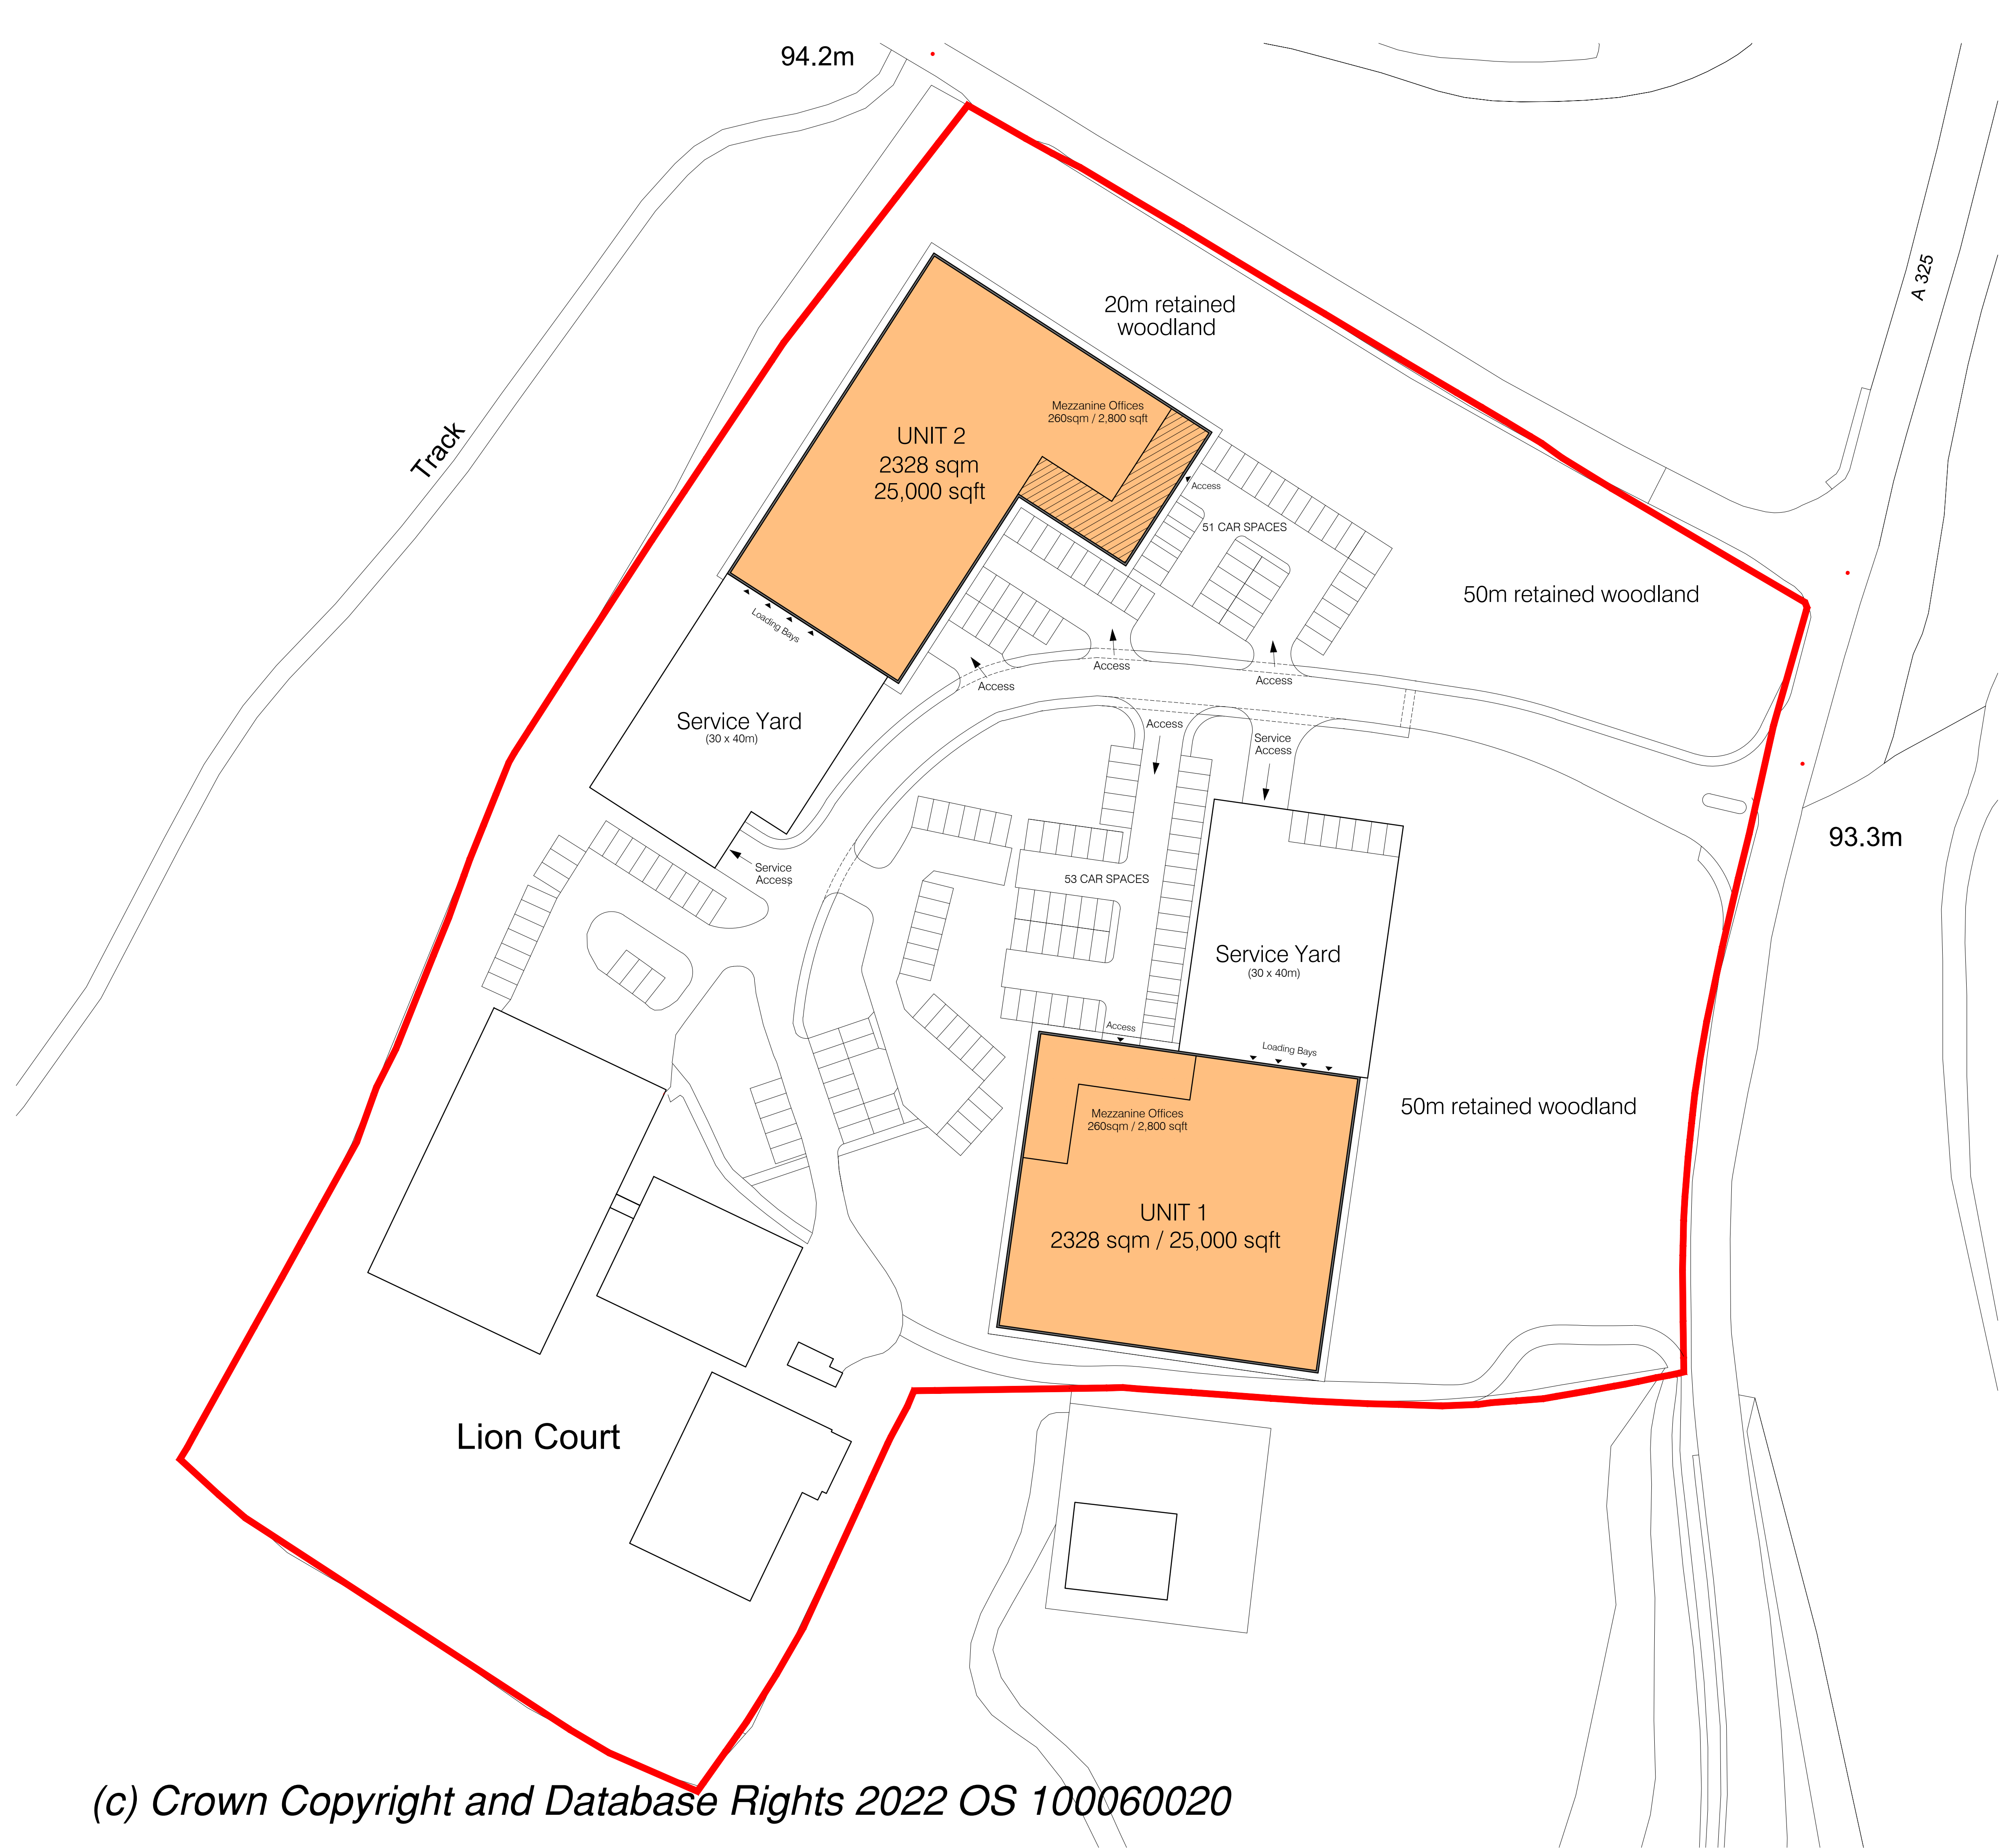 94.2m
A 325
20m retained
woodland
Track
Mezzanine Offices
260sqm / 2,800 sqft
UNIT 2
2328 sqm
25,000 sqft
Access
51 CAR SPACES
50m retained woodland
Loading Bays
Access
Access
Access
Service Yard
(30 x 40m)
Access
Service
Access
93.3m
Service
Access
53 CAR SPACES
Service Yard
(30 x 40m)
Access
Loading Bays
50m retained woodland
Mezzanine Offices
260sqm / 2,800 sqft
UNIT 1
2328 sqm / 25,000 sqft
Lion Court
(c) Crown Copyright and Database Rights 2022 OS 100060020